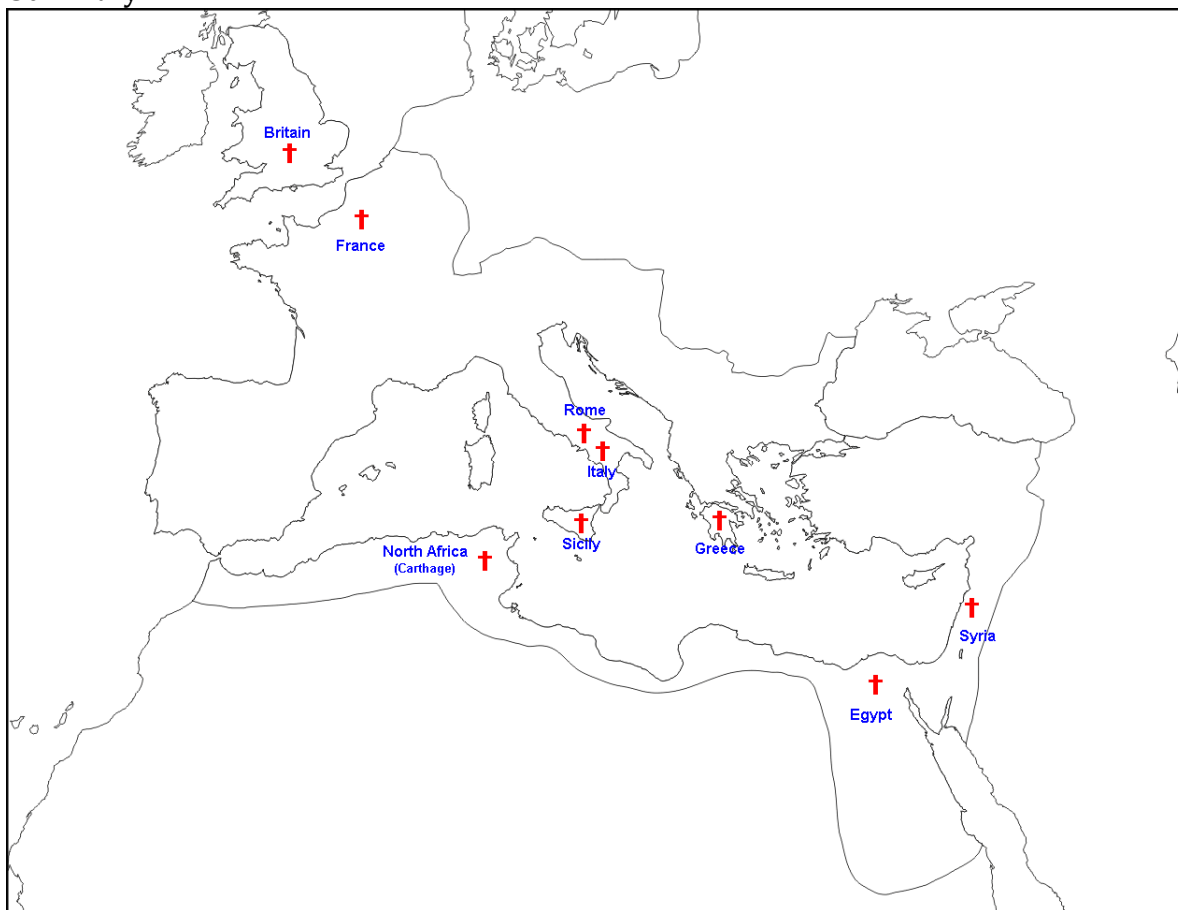 Britain
France
Rome
Italy
Sicily
Greece
North Africa
(Carthage)
Syria
Egypt